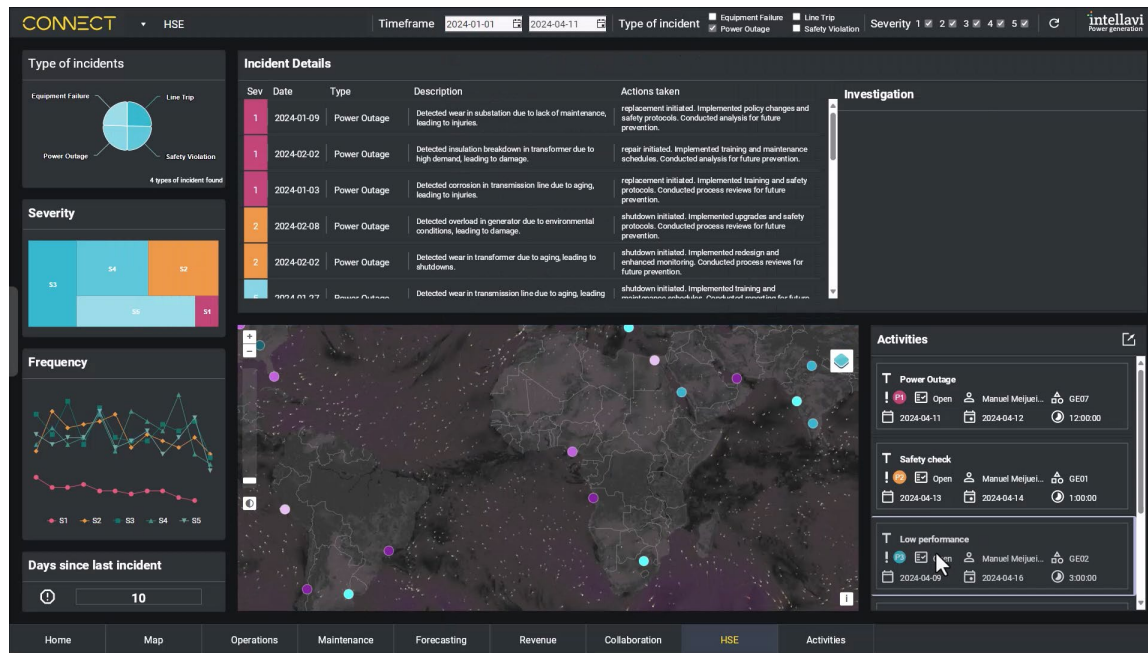 CONNECT HSE Timeframe 2024-01-01 2024-04-11 Type of incident Equipment Failure Line Trip Power Outage Safety Violation Severity 1 2 3 4 5 intellavi
Power generation
Type of incidents
Equipment Failure Line Trip
Power Outage Safety Violation
4 types of incident found
Severity
S3 S4 S2
S5 S1
Frequency
S1 S2 S3 S4 S5
Days since last incident
10
Incident Details
Sev Date Type Description Actions taken
1 2024-01-09 Power Outage Detected wear in substation due to lack of maintenance,
leading to injuries.
replacement initiated. Implemented policy changes and
safety protocols. Conducted analysis for future
prevention.
1 2024-02-02 Power Outage Detected insulation breakdown in transformer due to
high demand, leading to damage.
repair initiated. Implemented training and maintenance
schedules. Conducted analysis for future prevention.
1 2024-01-03 Power Outage Detected corrosion in transmission line due to aging,
leading to injuries.
replacement initiated. Implemented training and safety
protocols. Conducted process reviews for future
prevention.
2 2024-02-08 Power Outage Detected overload in generator due to environmental
conditions, leading to damage.
shutdown initiated. Implemented upgrades and safety
protocols. Conducted process reviews for future
prevention.
2 2024-02-02 Power Outage Detected wear in transformer due to aging, leading to
shutdowns.
shutdown initiated. Implemented redesign and
enhanced monitoring. Conducted process reviews for
future prevention.
2024-01-27 Power Outage Detected wear in transmission line due to aging, leading
shutdown initiated. Implemented training and
maintenance schedules. Conducted reporting for future
Investigation
+
−
i
Activities
T Power Outage
! P1 Open Manuel Meijuei... GE07
2024-04-11 2024-04-12 12:00:00
T Safety check
! P2 Open Manuel Meijuei... GE01
2024-04-13 2024-04-14 1:00:00
T Low performance
! P3 Open Manuel Meijuei... GE02
2024-04-09 2024-04-16 3:00:00
Home Map Operations Maintenance Forecasting Revenue Collaboration HSE Activities